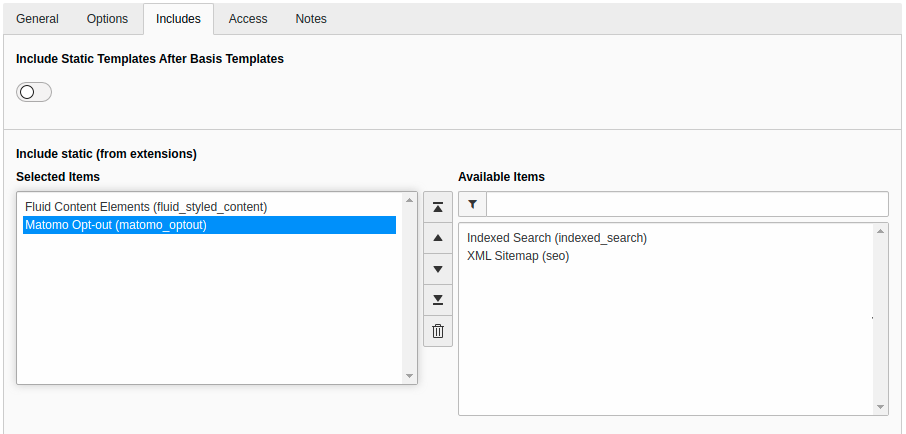 General Options Includes Access Notes
Include Static Templates After Basis Templates
Include static (from extensions)
Selected Items
Fluid Content Elements (fluid_styled_content)
Matomo Opt-out (matomo_optout)
Available Items
Indexed Search (indexed_search)
XML Sitemap (seo)